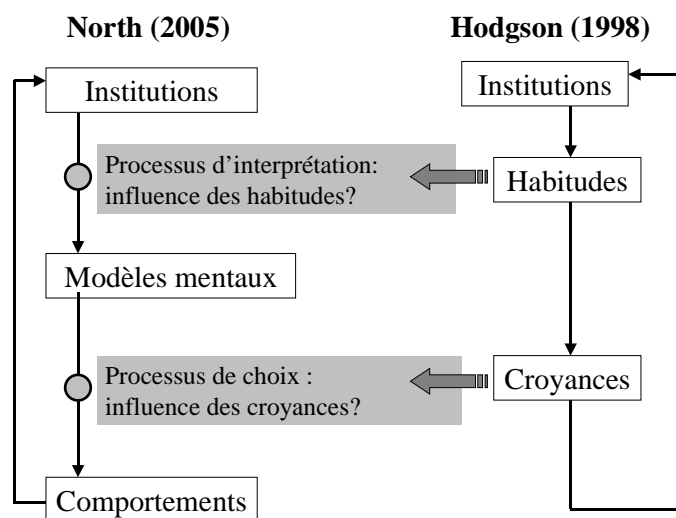 North (2005)
Hodgson (1998)
Institutions
Institutions
Processus d’interprétation:
influence des habitudes?
Habitudes
Modèles mentaux
Processus de choix :
influence des croyances?
Croyances
Comportements